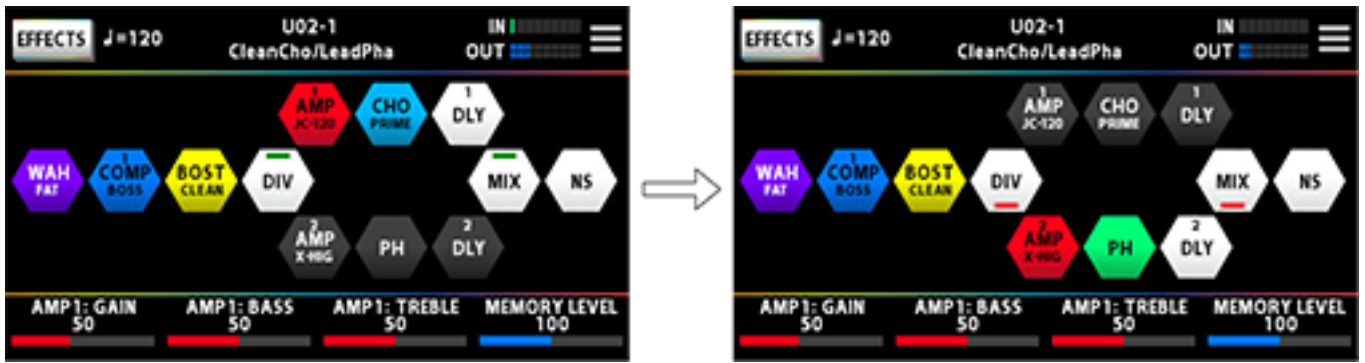 EFFECTS ♩=120 U02-1 IN
CleanCho/LeadPha OUT
1 AMP JC-120 CHO PRIME 1 DLY
WAH FAT 1 COMP BOSS BOST CLEAN DIV MIX NS
2 AMP X-HIG PH 2 DLY
AMP1: GAIN AMP1: BASS AMP1: TREBLE MEMORY LEVEL
50 50 50 100
EFFECTS ♩=120 U02-1 IN
CleanCho/LeadPha OUT
1 AMP JC-120 CHO PRIME 1 DLY
WAH FAT 1 COMP BOSS BOST CLEAN DIV MIX NS
2 AMP X-HIG PH 2 DLY
AMP1: GAIN AMP1: BASS AMP1: TREBLE MEMORY LEVEL
50 50 50 100